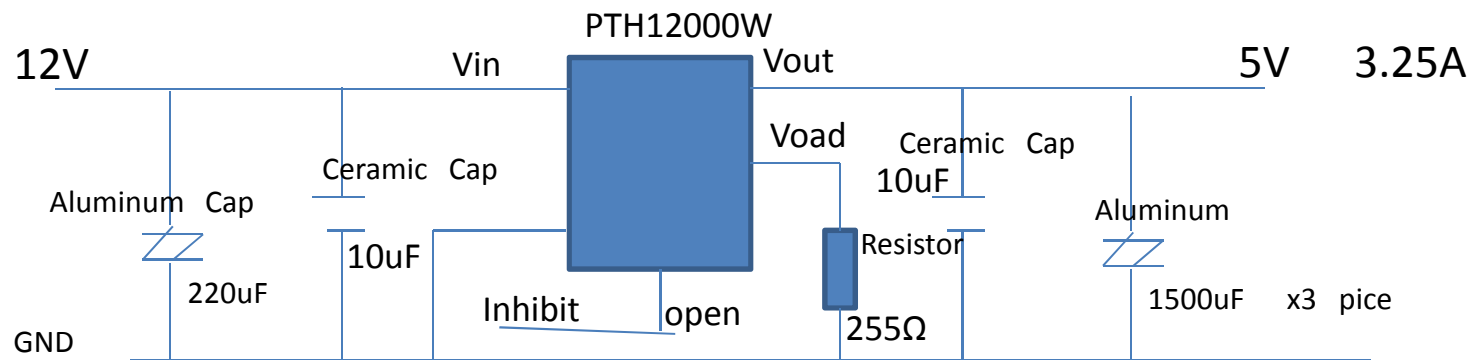 PTH12000W
12V
Vin
Vout
5V 3.25A
Voad
Ceramic Cap
10uF
Ceramic Cap
10uF
Aluminum Cap
220uF
Aluminum
1500uF x3 pice
Resistor
255Ω
Inhibit
open
GND